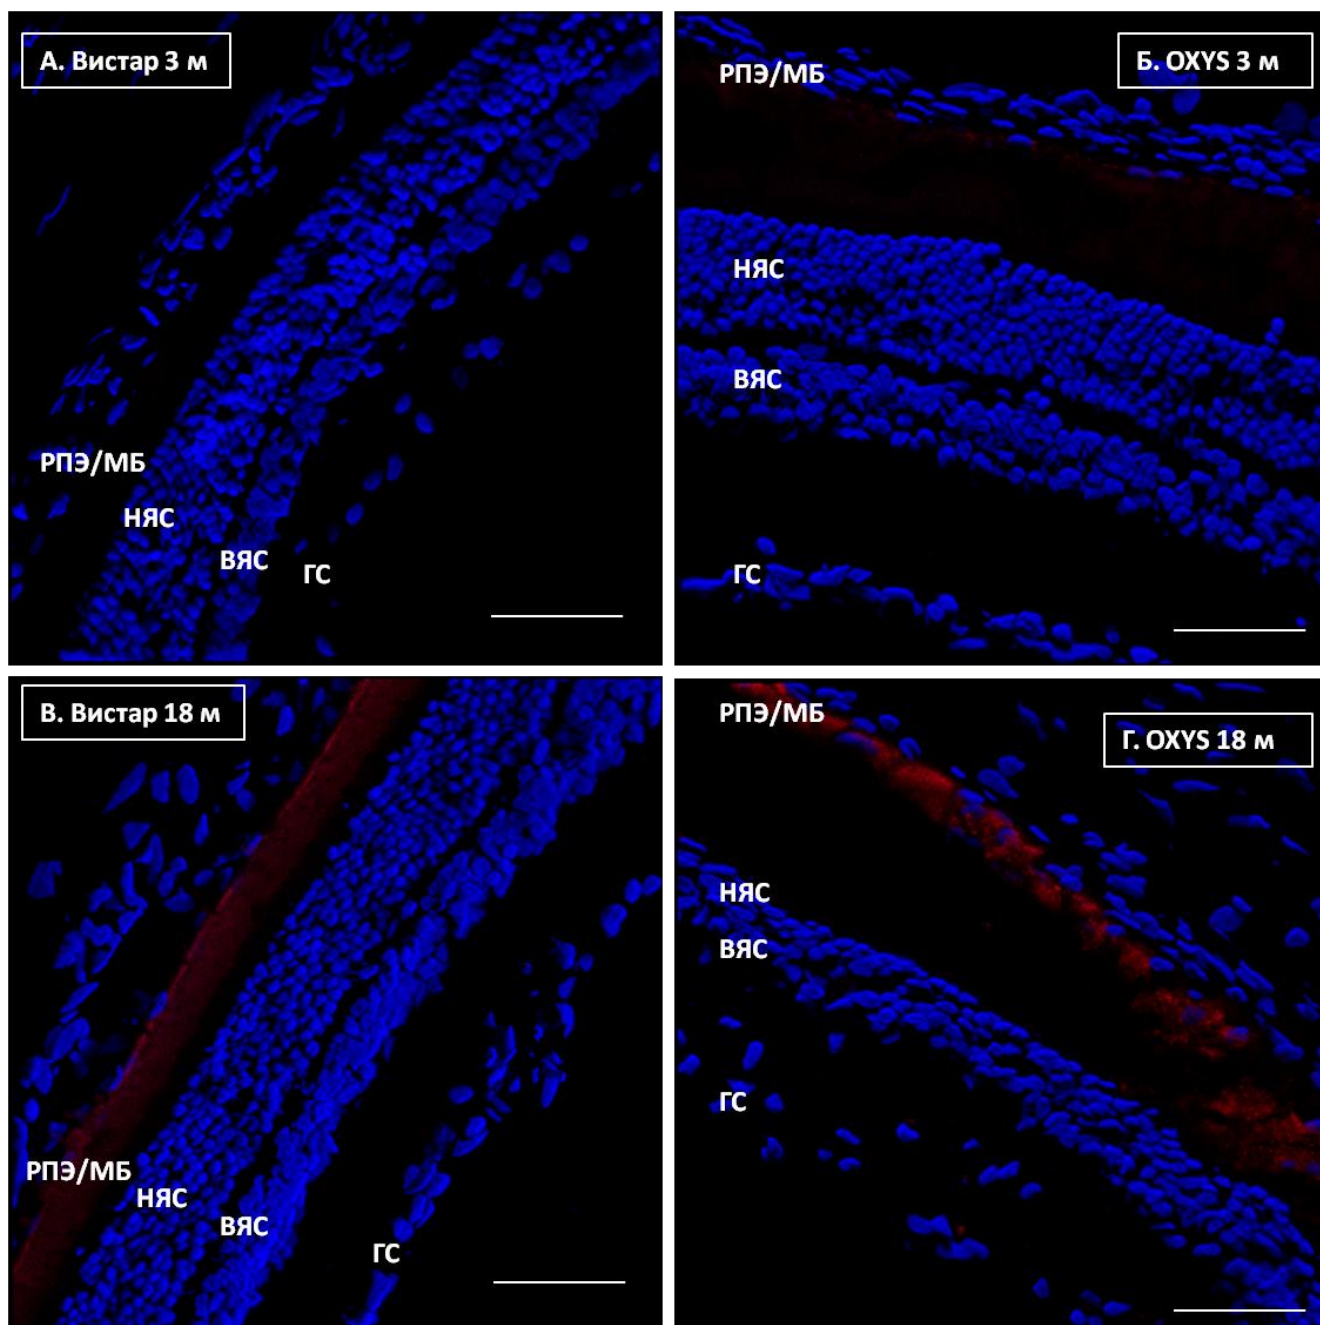 А. Вистар 3 м
РПЭ/МБ
НЯС
ВЯС
ГС
Б. OXYS 3 м
РПЭ/МБ
НЯС
ВЯС
ГС
В. Вистар 18 м
РПЭ/МБ
НЯС
ВЯС
ГС
Г. OXYS 18 м
РПЭ/МБ
НЯС
ВЯС
ГС